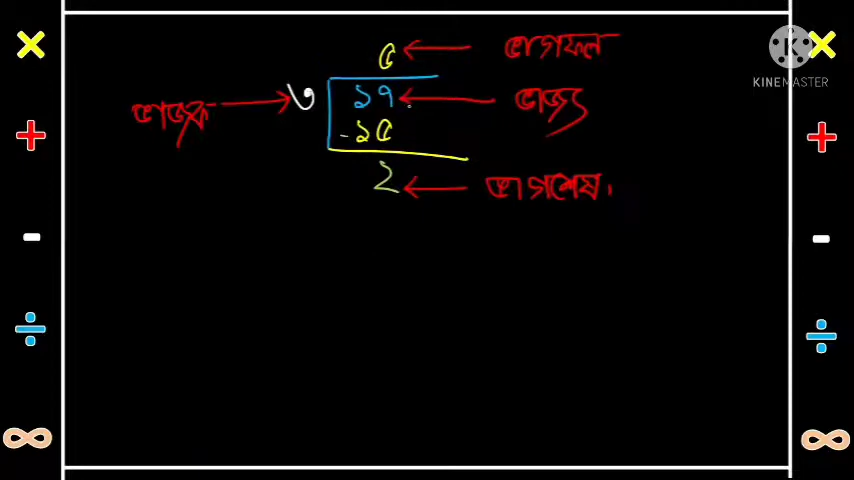 ৫ ← ভাগফল
ভাজক → ৩ ১৭ ← ভাজ্য
-১৫
২ ← ভাগশেষ।
K
KINEMASTER